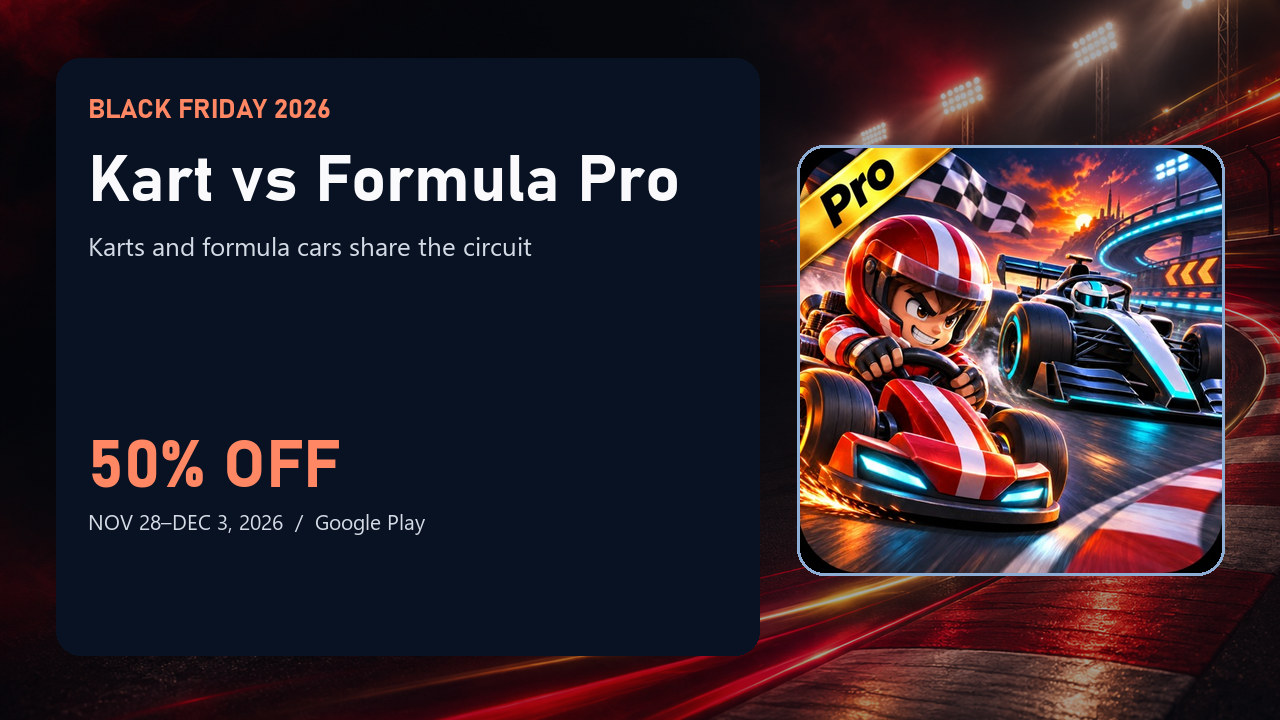 BLACK FRIDAY 2026
Kart vs Formula Pro
Karts and formula cars share the circuit
50% OFF
NOV 28–DEC 3, 2026 / Google Play
Pro